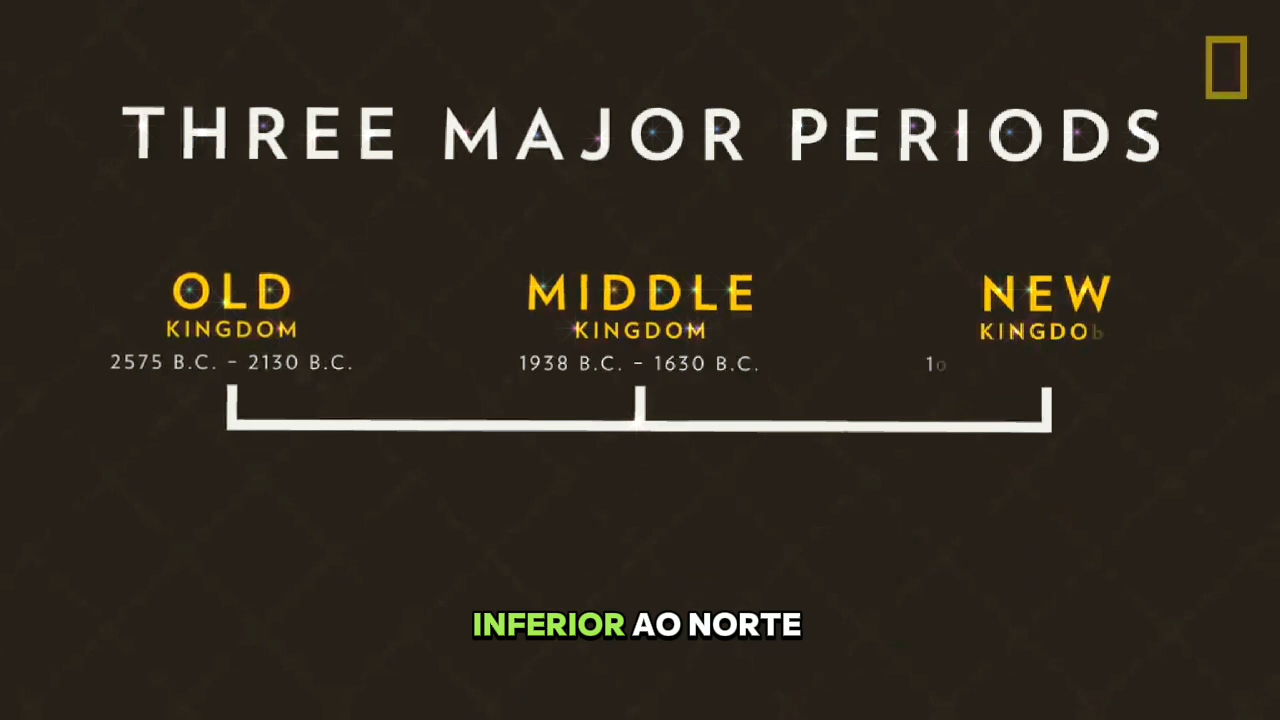 THREE MAJOR PERIODS
OLD
KINGDOM
2575 B.C. – 2130 B.C.
MIDDLE
KINGDOM
1938 B.C. – 1630 B.C.
NEW
INFERIOR AO NORTE